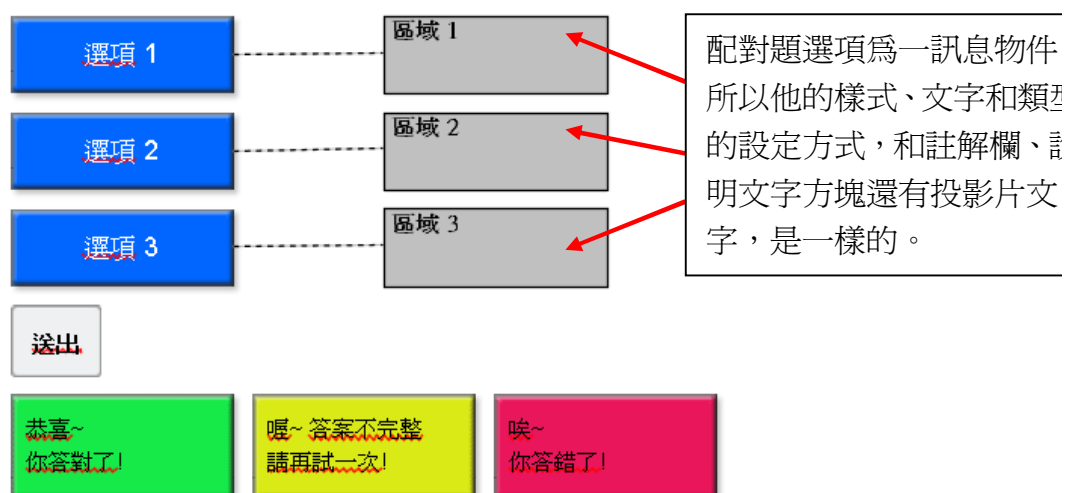 選項 1
區域 1
選項 2
區域 2
選項 3
區域 3
配對題選項爲一訊息物件
所以他的樣式、文字和類型
的設定方式，和註解欄、說
明文字方塊還有投影片文
字，是一樣的。
送出
恭喜~
你答對了!
喔~ 答案不完整
請再試一次!
唉~
你答錯了!